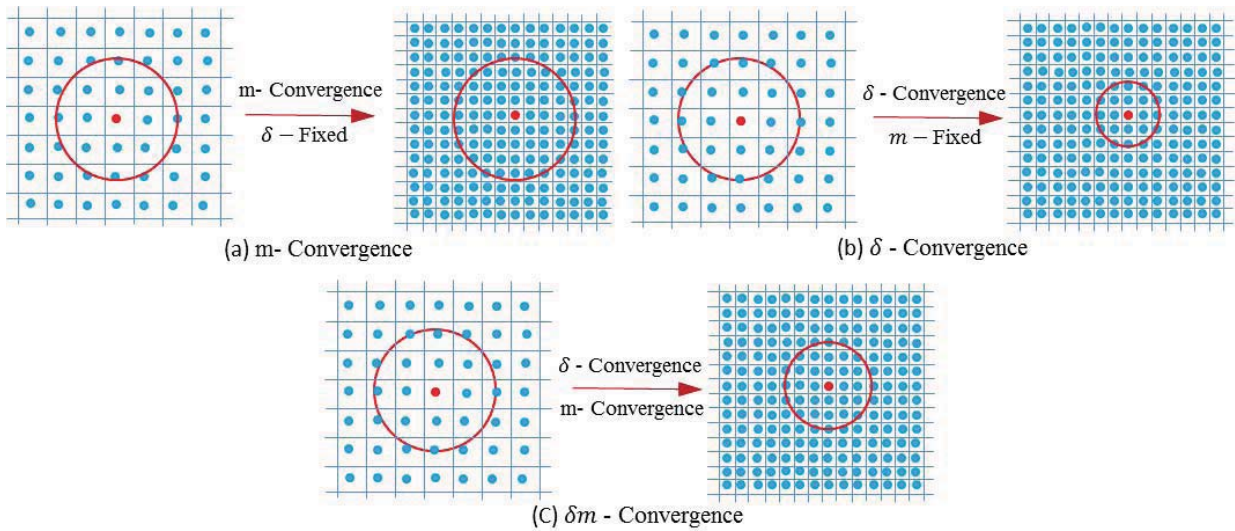 m- Convergence
δ – Fixed
(a) m- Convergence
δ - Convergence
m – Fixed
(b) δ - Convergence
δ - Convergence
m- Convergence
(C) δm - Convergence